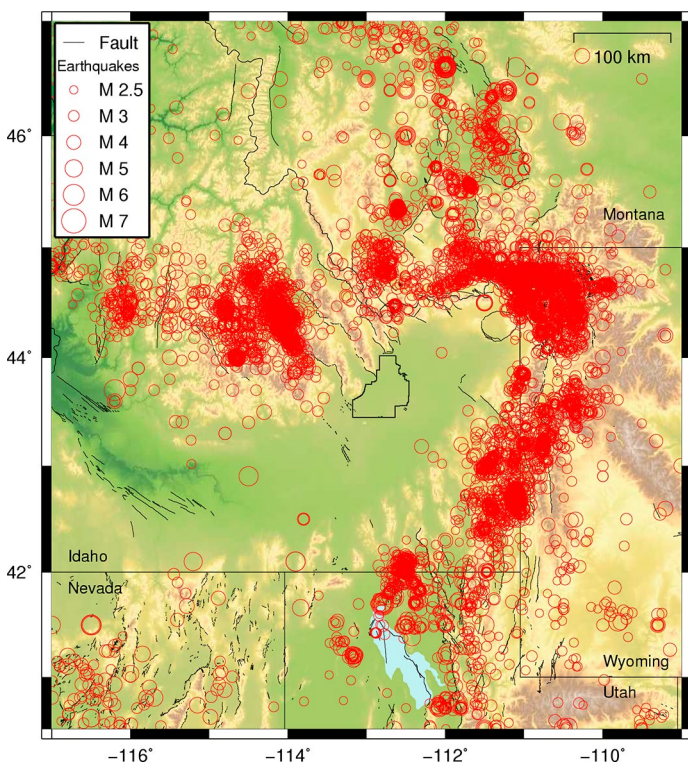 Fault
Earthquakes
M 2.5
M 3
M 4
M 5
M 6
M 7
100 km
46°
44°
42°
Montana
Idaho
Nevada
Wyoming
Utah
−116°
−114°
−112°
−110°